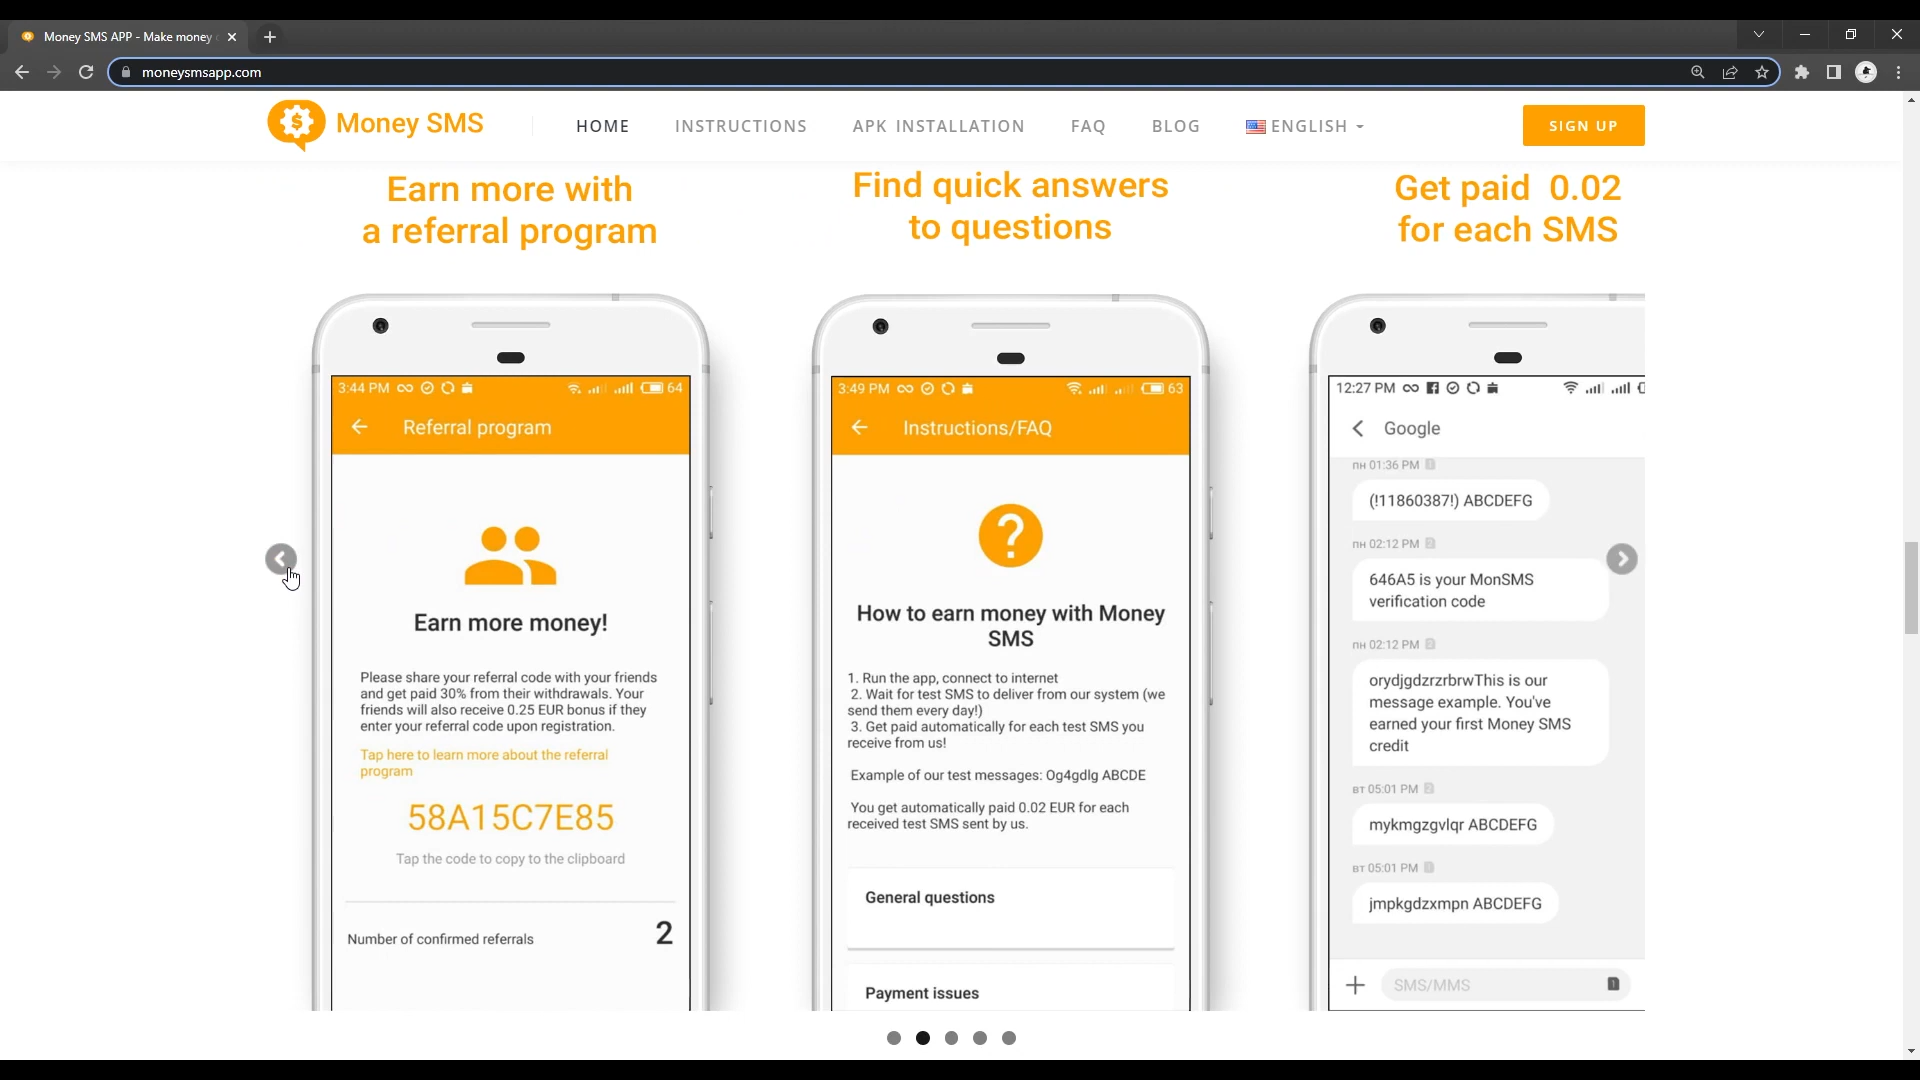 Money SMS APP - Make money
moneysmsapp.com
Money SMS
HOME
INSTRUCTIONS
APK INSTALLATION
FAQ
BLOG
ENGLISH
SIGN UP
Earn more with
a referral program
3:44 PM
64
Referral program
Earn more money!
Please share your referral code with your friends
and get paid 30% from their withdrawals. Your
friends will also receive 0.25 EUR bonus if they
enter your referral code upon registration.
Tap here to learn more about the referral
program
58A15C7E85
Tap the code to copy to the clipboard
Number of confirmed referrals
2
Find quick answers
to questions
3:49 PM
63
Instructions/FAQ
How to earn money with Money
SMS
1. Run the app, connect to internet
2. Wait for test SMS to deliver from our system (we
send them every day!)
3. Get paid automatically for each test SMS you
receive from us!
Example of our test messages: Og4gdlg ABCDE
You get automatically paid 0.02 EUR for each
received test SMS sent by us.
General questions
Payment issues
Get paid 0.02
for each SMS
12:27 PM
Google
пн 01:36 PM
(!11860387!) ABCDEFG
пн 02:12 PM
646A5 is your MonSMS
verification code
пн 02:12 PM
orydjgdzrzrbrwThis is our
message example. You've
earned your first Money SMS
credit
вт 05:01 PM
mykmgzgvlqr ABCDEFG
вт 05:01 PM
jmpkgdzxmpn ABCDEFG
SMS/MMS